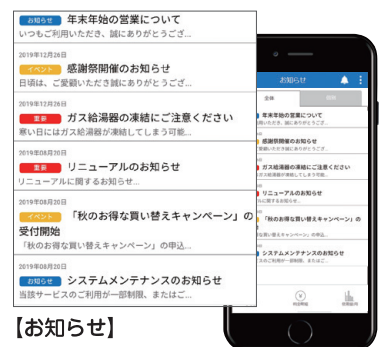 お知らせ 年末年始の営業について
いつもご利用いただき、誠にありがとうござ...
2019年12月26日
イベント 感謝祭開催のお知らせ
日頃は、ご愛顧いただき誠にありがとうござ...
2019年12月26日
重要 ガス給湯器の凍結にご注意ください
寒い日にはガス給湯器が凍結してしまう可能...
2019年08月20日
重要 リニューアルのお知らせ
リニューアルに関するお知らせ...
2019年08月20日
イベント 「秋のお得な買い替えキャンペーン」の
受付開始
「秋のお得な買い替えキャンペーン」の申込...
2019年08月20日
お知らせ システムメンテナンスのお知らせ
当該サービスのご利用が一部制限、またはご...
【お知らせ】
お知らせ
全体
年末年始の営業について
感謝祭開催のお知らせ
ガス給湯器の凍結にご注意ください
リニューアルのお知らせ
「秋のお得な買い替えキャンペーン」の
システムメンテナンスのお知らせ